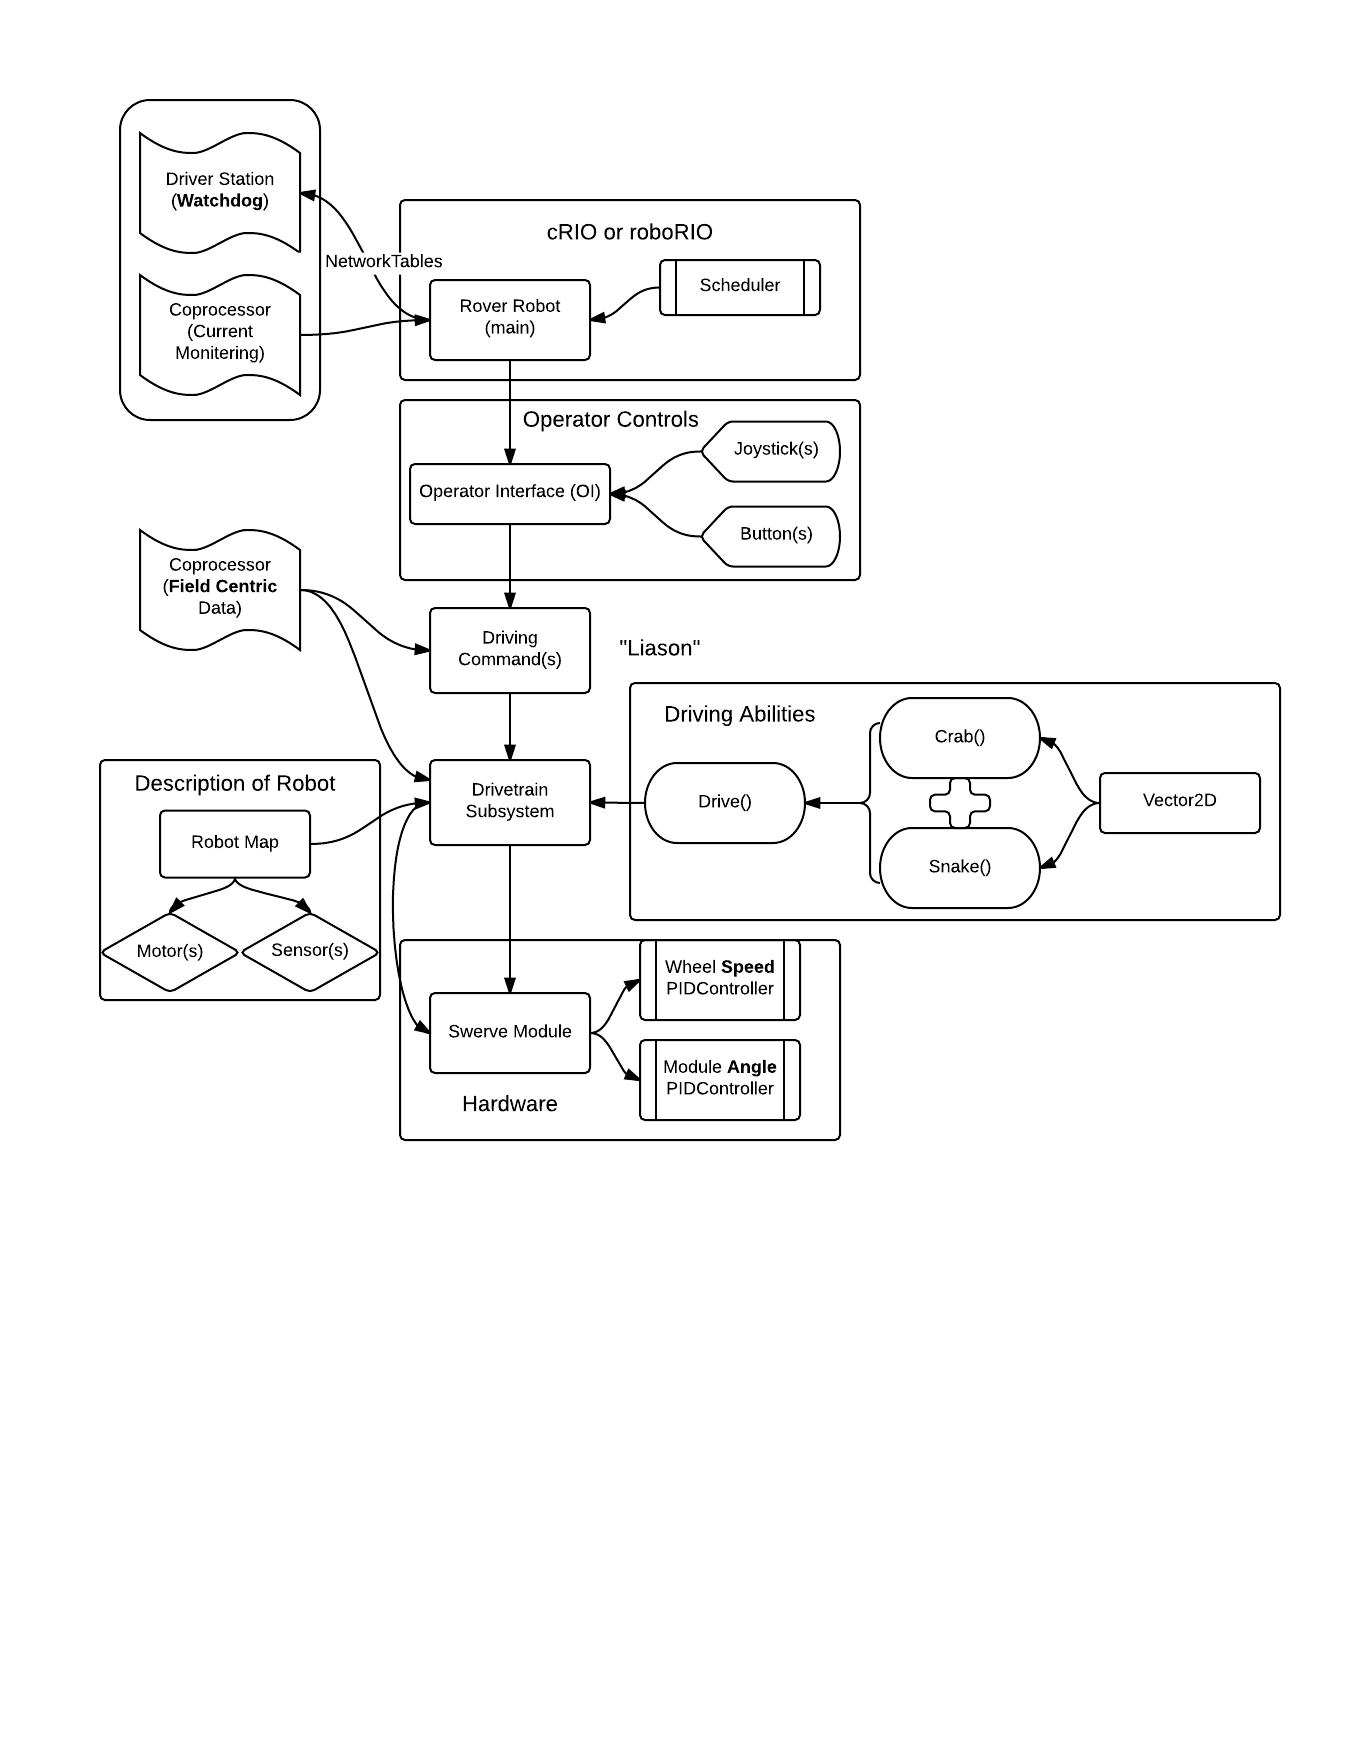 Driver Station
(Watchdog)
NetworkTables
Coprocessor
(Current
Monitering)
cRIO or roboRIO
Scheduler
Rover Robot
(main)
Operator Controls
Joystick(s)
Operator Interface (OI)
Button(s)
Coprocessor
(Field Centric
Data)
Driving
Command(s)
"Liason"
Driving Abilities
Crab()
Drive()
Vector2D
Snake()
Drivetrain
Subsystem
Description of Robot
Robot Map
Motor(s)
Sensor(s)
Wheel Speed
PIDController
Swerve Module
Module Angle
PIDController
Hardware